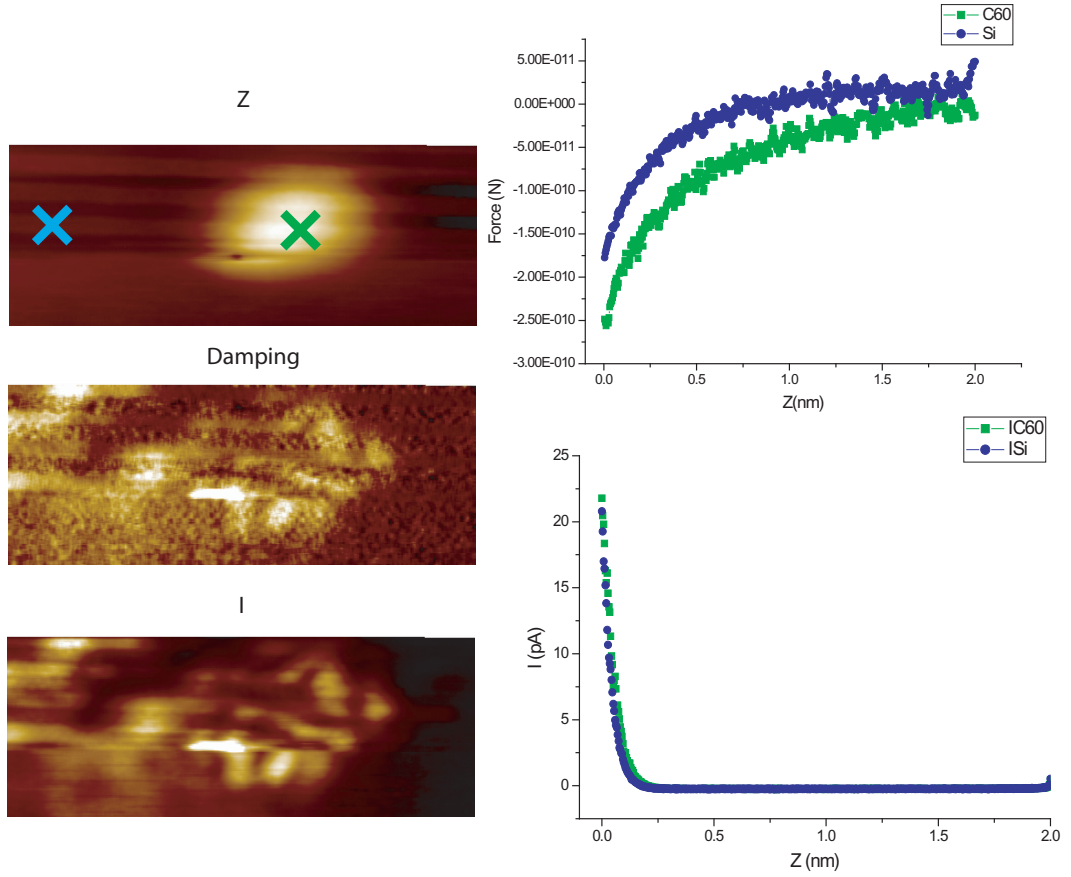 Z
Damping
I
C60
Si
5.00E-011
0.00E+000
-5.00E-011
-1.00E-010
-1.50E-010
-2.00E-010
-2.50E-010
-3.00E-010
Force (N)
0.0
0.5
1.0
1.5
2.0
Z(nm)
IC60
ISi
25
20
15
10
5
0
I (pA)
0.0
0.5
1.0
1.5
2.0
Z (nm)